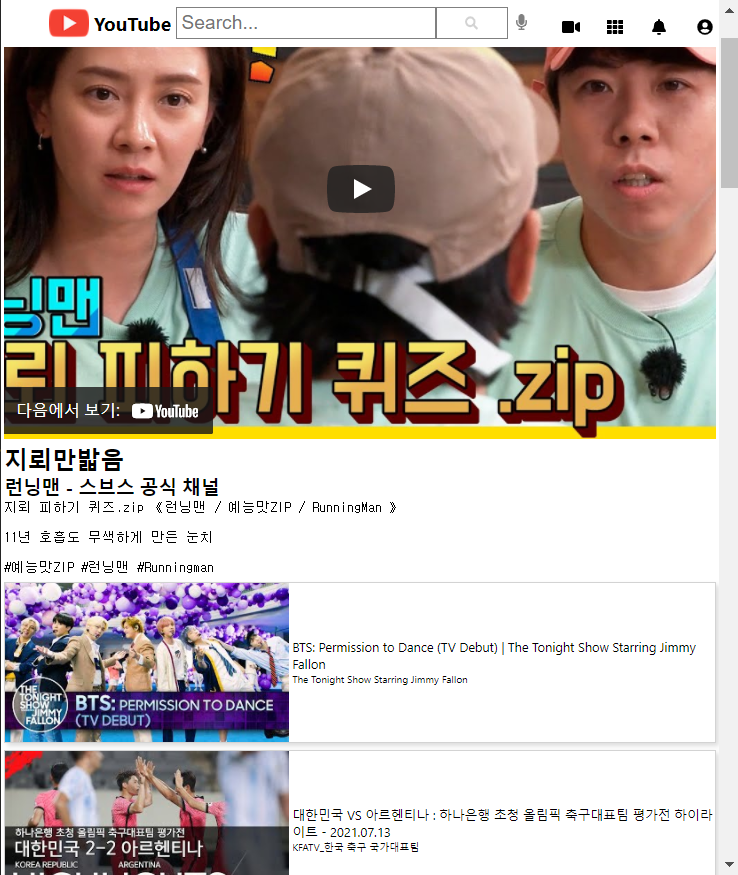 YouTube
Search...
닝맨
피하기 퀴즈 .zip
다음에서 보기: YouTube
지뢰만밟음
런닝맨 - 스브스 공식 채널
지뢰 피하기 퀴즈.zip 《런닝맨 / 예능맛ZIP / RunningMan 》
11년 호흡도 무색하게 만든 눈치
#예능맛ZIP #런닝맨 #Runningman
THE TONIGHT SHOW JIMMY FALLON
BTS: PERMISSION TO DANCE
(TV DEBUT)
BTS: Permission to Dance (TV Debut) | The Tonight Show Starring Jimmy
Fallon
The Tonight Show Starring Jimmy Fallon
하나은행 초청 올림픽 축구대표팀 평가전
대한민국 2-2 아르헨티나
KOREA REPUBLIC ARGENTINA
대한민국 VS 아르헨티나 : 하나은행 초청 올림픽 축구대표팀 평가전 하이라
이트 - 2021.07.13
KFATV_한국 축구 국가대표팀